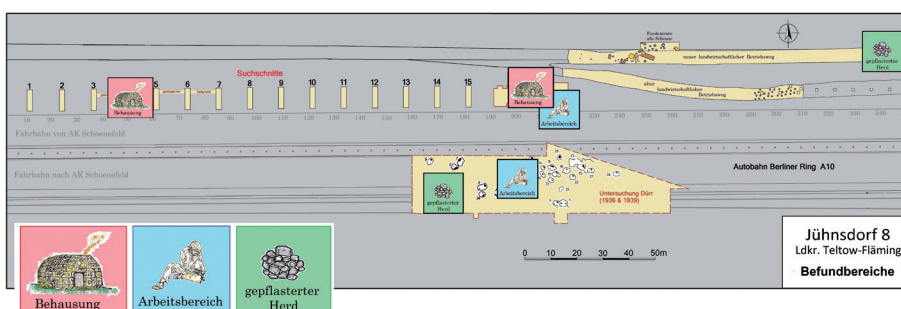 Fundamente
alte Scheune
neuer landwirtschaftlicher Betriebsweg
gepflasterter
Herd
alter
landwirtschaftlicher
Betriebsweg
Suchschnitte
1 2 3 5 6 7 8 9 10 11 12 13 14 15
Behausung
Behausung
Arbeitsbereich
10 20 30 40 60 70 80 90 100 110 120 130 140 150 160 170 180 190 200 230 240 250 260 270 280 290 300 310 320 330 340
Fahrbahn von AK Schoenefeld
Fahrbahn nach AK Schoenefeld
Autobahn Berliner Ring A10
Arbeitsbereich
gepflasterter
Herd
Untersuchung Dürr
(1936 & 1939)
0 10 20 30 40 50m
Jühnsdorf 8
Ldkr. Teltow-Fläming
Befundbereiche
Behausung
Arbeitsbereich
gepflasterter
Herd